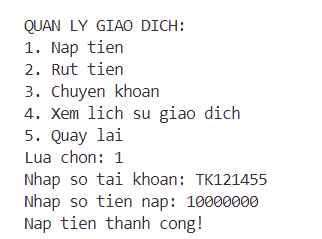 QUAN LY GIAO DICH:
1. Nap tien
2. Rut tien
3. Chuyen khoan
4. Xem lich su giao dich
5. Quay lai
Lua chon: 1
Nhap so tai khoan: TK121455
Nhap so tien nap: 10000000
Nap tien thanh cong!